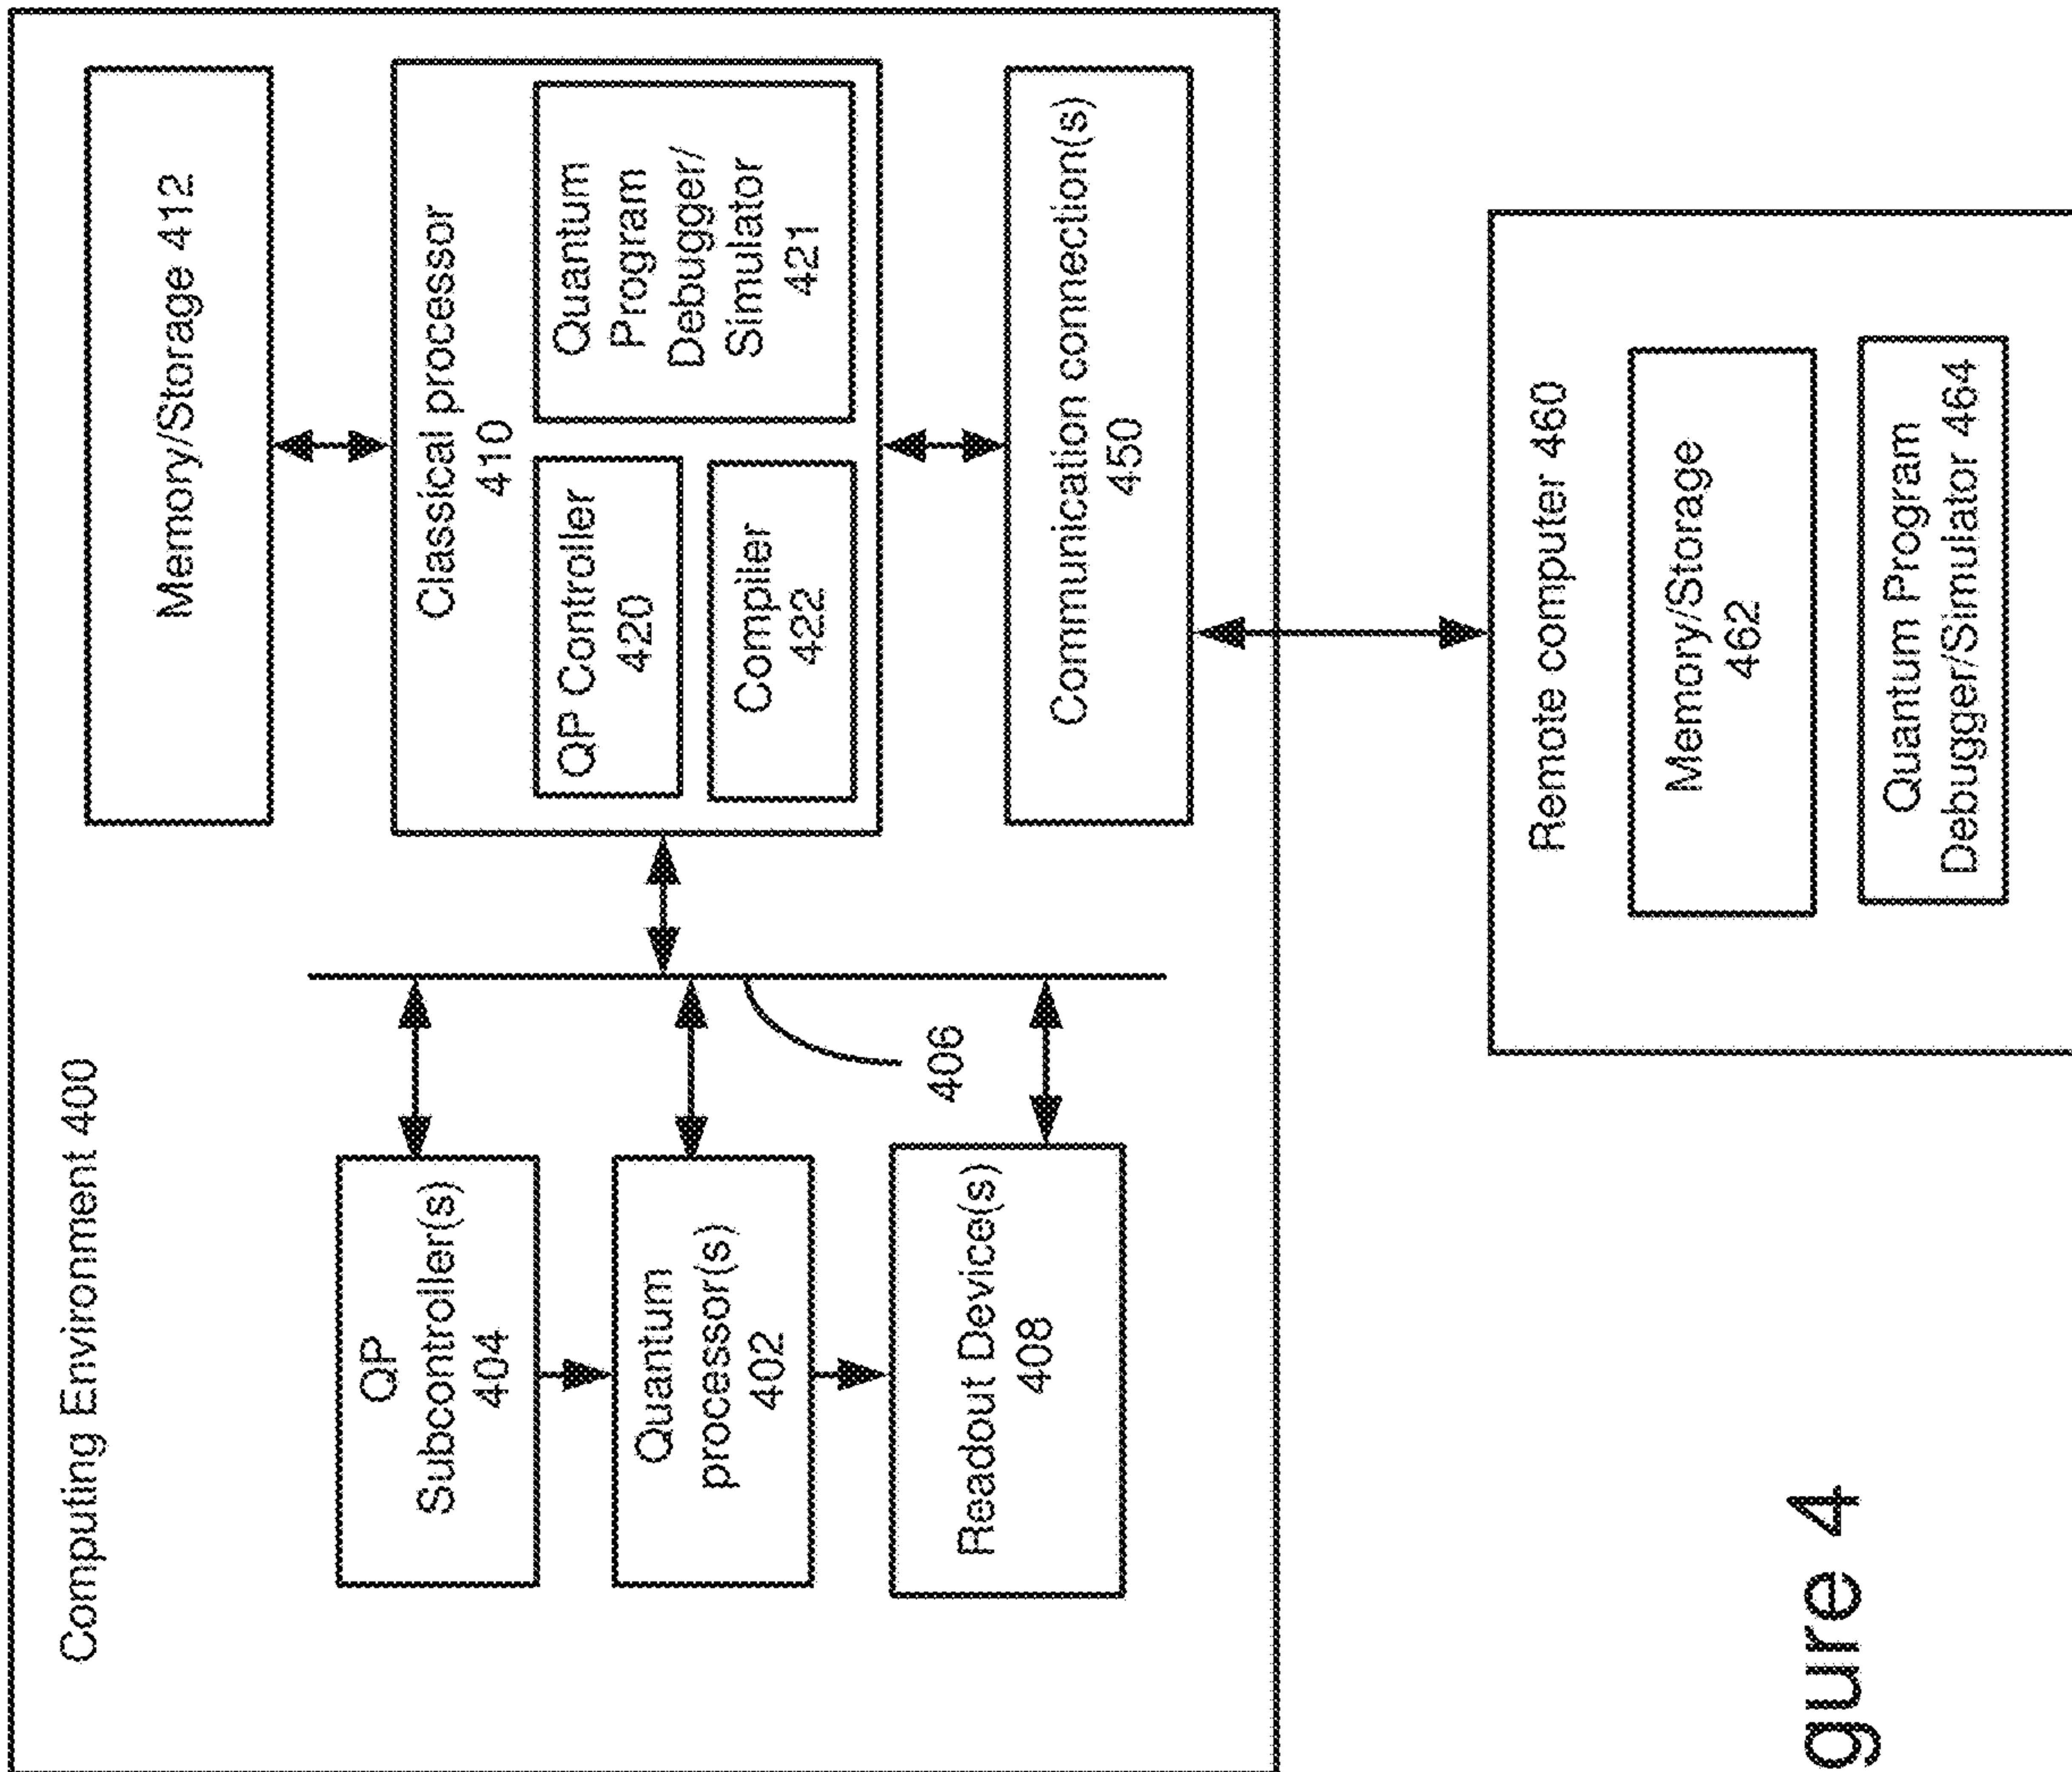 Computing Environment 400
QP
Subcontroller(s)
404
Quantum
processor(s)
402
Readout Device(s)
408
406
Memory/Storage 412
Classical processor
410
QP Controller
420
Compiler
422
Quantum
Program
Debugger/
Simulator
421
Communication connection(s)
450
Remote computer 460
Memory/Storage
462
Quantum Program
Debugger/Simulator 464
gure 4